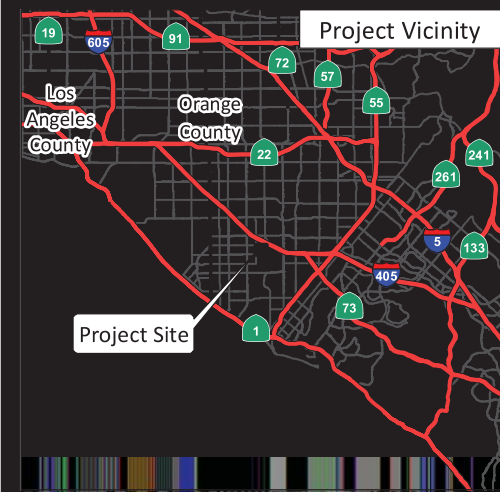 Project Vicinity
19
605
91
72
57
55
Los
Angeles
County
Orange
County
22
261
241
5
133
405
73
1
Project Site